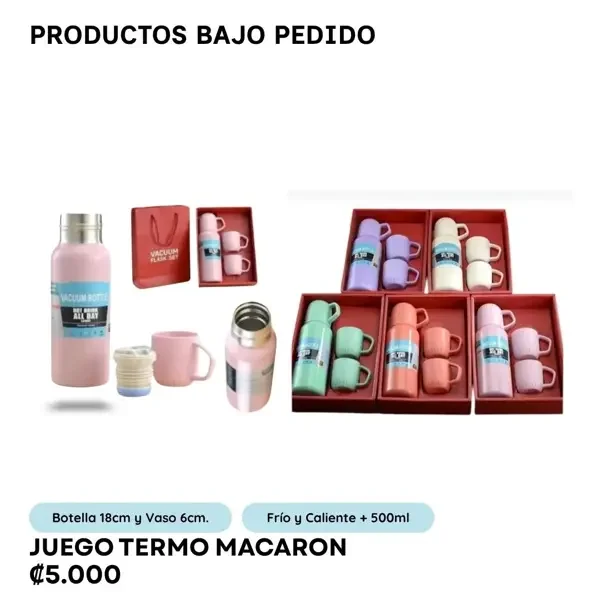 PRODUCTOS BAJO PEDIDO
VACUUM
FLASK SET
VACUUM BOTTLE
HOT DRINK
ALL DAY
Botella 18cm y Vaso 6cm.
Frío y Caliente + 500ml
JUEGO TERMO MACARON
₡5.000